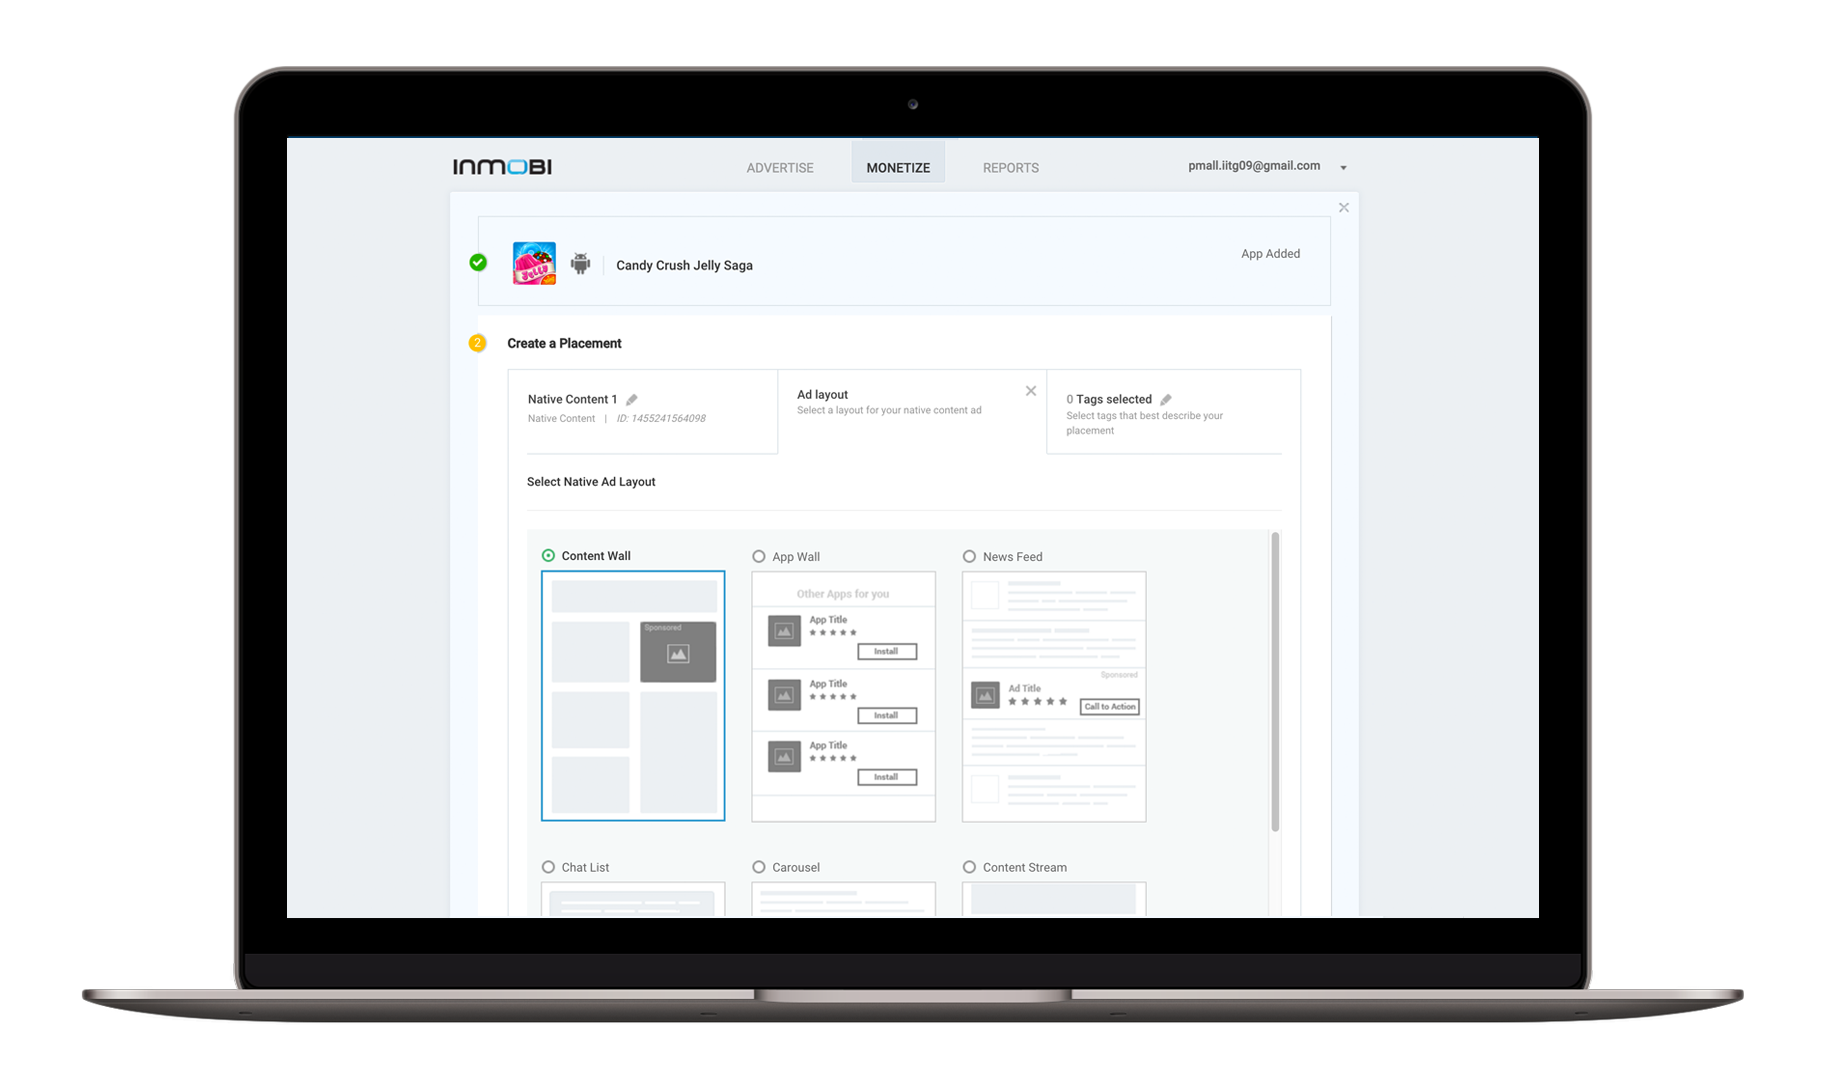 INMOBI
ADVERTISE
MONETIZE
REPORTS
pmall.iitg09@gmail.com
Jelly
Candy Crush Jelly Saga
App Added
2
Create a Placement
Native Content 1
Native Content | ID: 1455241564098
Ad layout
Select a layout for your native content ad
0 Tags selected
Select tags that best describe your
placement
Select Native Ad Layout
Content Wall
Sponsored
App Wall
Other Apps for you
App Title
Install
App Title
Install
App Title
Install
News Feed
Sponsored
Ad Title
Call to Action
Chat List
Carousel
Content Stream